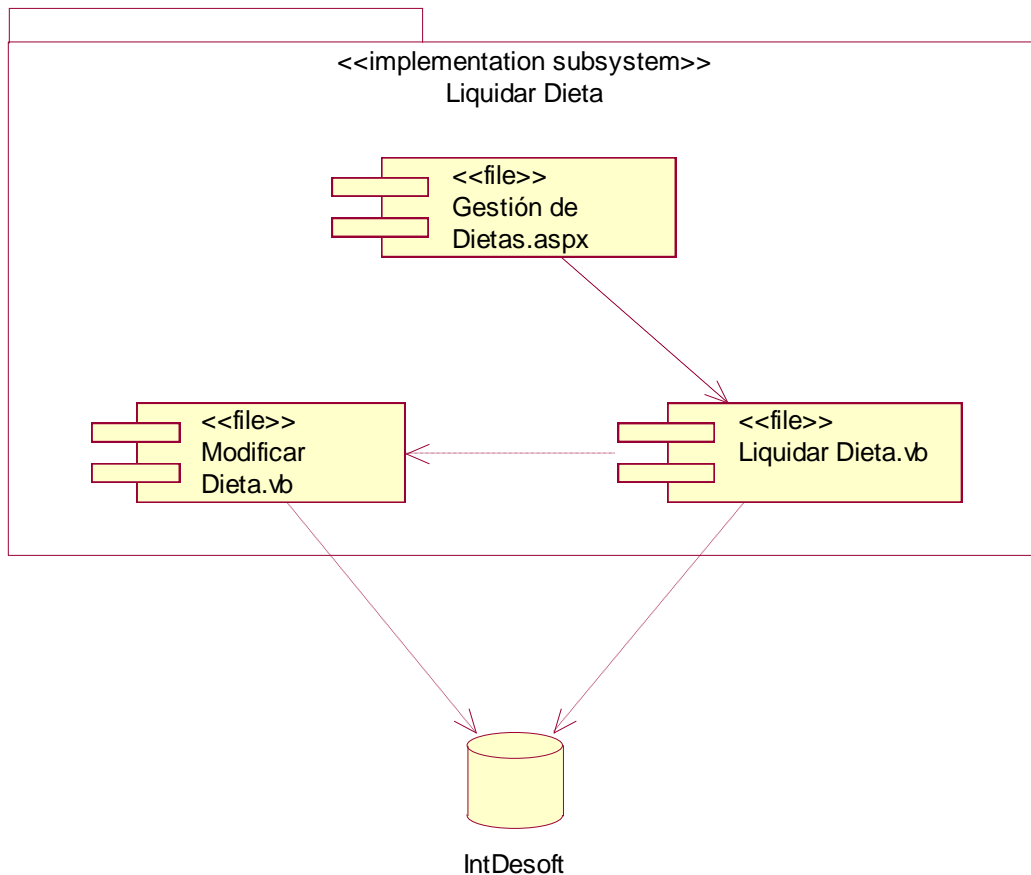 <<implementation subsystem>>
Liquidar Dieta
<<file>>
Gestión de
Dietas.aspx
<<file>>
Modificar
Dieta.vb
<<file>>
Liquidar Dieta.vb
IntDesoft